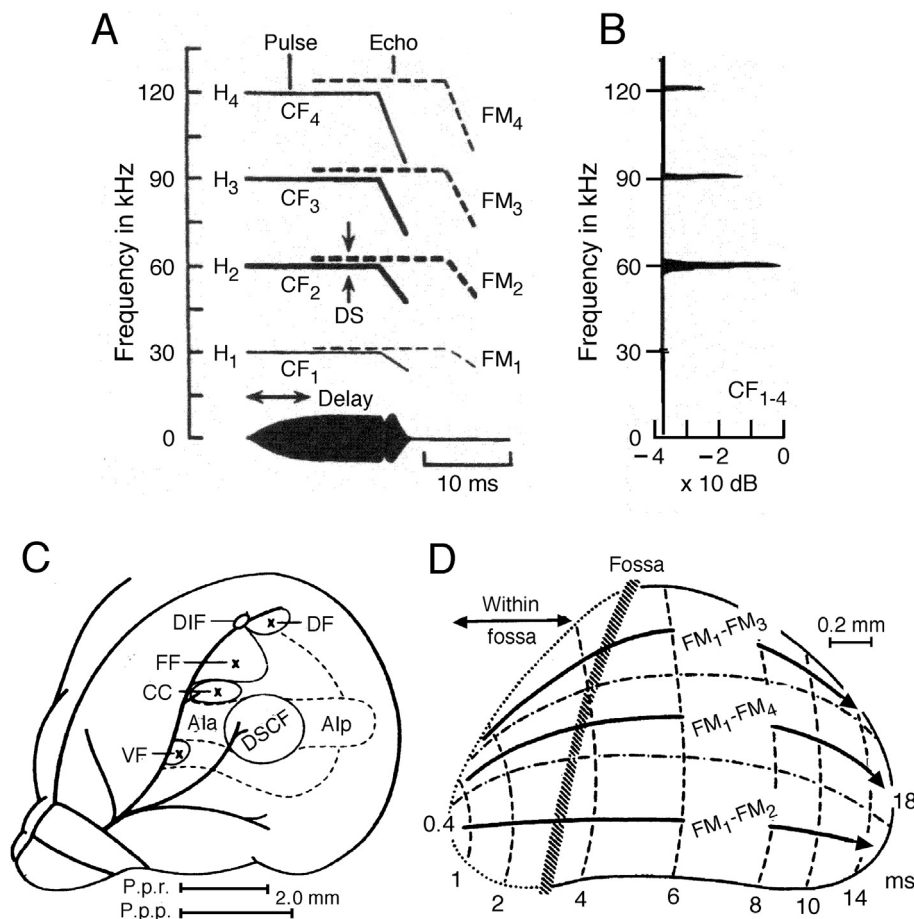 A
Pulse Echo
Frequency in kHz
120
90
60
30
0
H4
CF4
FM4
H3
CF3
FM3
H2
CF2
FM2
DS
H1
CF1
FM1
Delay
10 ms
B
Frequency in kHz
120
90
60
30
0
CF1-4
−4 −2 0
x 10 dB
C
DIF
DF
FF
x
CC
x
x
AIa
DSCF
AIp
VF
x
P.p.r.
2.0 mm
P.p.p.
D
Fossa
Within
fossa
0.2 mm
FM1-FM3
FM1-FM4
FM1-FM2
0.4
1
2
4
6
8
10
14
18
ms